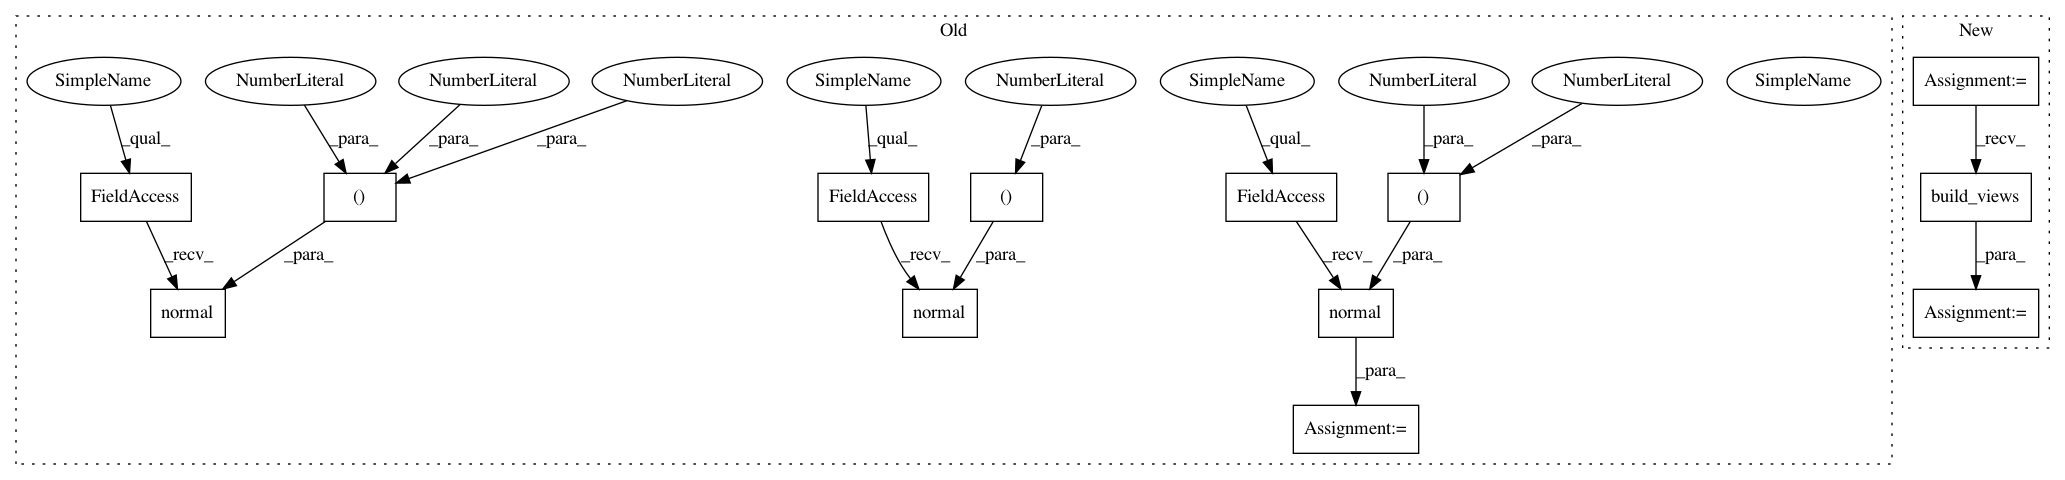 Old
New
SimpleName
NumberLiteral
NumberLiteral
NumberLiteral
SimpleName
NumberLiteral
SimpleName
NumberLiteral
NumberLiteral
SimpleName
Assignment:=
_qual_
_para_
_para_
_para_
_qual_
_para_
_qual_
_para_
_para_
_recv_
FieldAccess
()
FieldAccess
()
FieldAccess
()
build_views
_recv_
_para_
_recv_
_para_
_recv_
_para_
_para_
normal
normal
normal
Assignment:=
_para_
Assignment:=